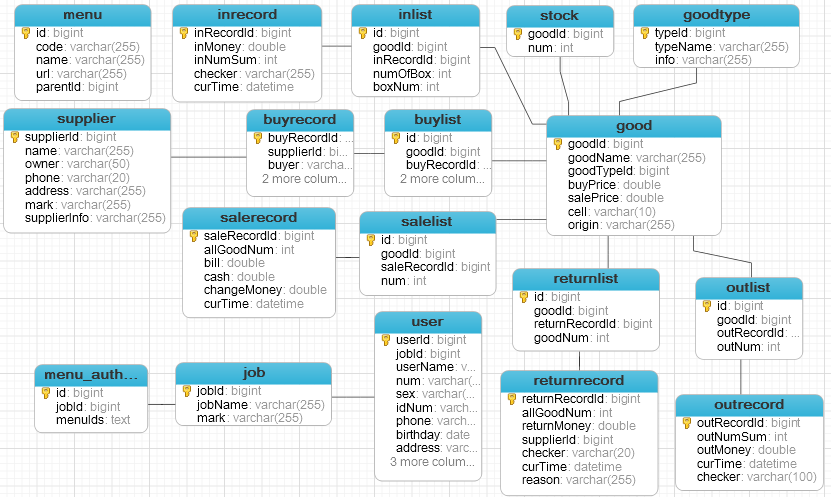 menu
id: bigint
code: varchar(255)
name: varchar(255)
url: varchar(255)
parentId: bigint
inrecord
inRecordId: bigint
inMoney: double
inNumSum: int
checker: varchar(255)
curTime: datetime
inlist
id: bigint
goodId: bigint
inRecordId: bigint
numOfBox: int
boxNum: int
stock
goodId: bigint
num: int
goodtype
typeId: bigint
typeName: varchar(255)
info: varchar(255)
supplier
supplierId: bigint
name: varchar(255)
owner: varchar(50)
phone: varchar(20)
address: varchar(255)
mark: varchar(255)
supplierInfo: varchar(255)
buyrecord
buyRecordId: ...
supplierId: bi...
buyer: varcha...
2 more colum...
buylist
id: bigint
goodId: bigint
buyRecordId: ...
2 more colum...
good
goodId: bigint
goodName: varchar(255)
goodTypeId: bigint
buyPrice: double
salePrice: double
cell: varchar(10)
origin: varchar(255)
salerecord
saleRecordId: bigint
allGoodNum: int
bill: double
cash: double
changeMoney: double
curTime: datetime
salelist
id: bigint
goodId: bigint
saleRecordId: bigint
num: int
returnlist
id: bigint
goodId: bigint
returnRecordId: bigint
goodNum: int
outlist
id: bigint
goodId: bigint
outRecordId: ...
outNum: int
user
userId: bigint
jobId: bigint
userName: v...
num: varchar(...
sex: varchar(...
idNum: varch...
phone: varch...
birthday: date
address: varc...
3 more colum...
menu_auth...
id: bigint
jobId: bigint
menuIds: text
job
jobId: bigint
jobName: varchar(255)
mark: varchar(255)
returnrecord
returnRecordId: bigint
allGoodNum: int
returnMoney: double
supplierId: bigint
checker: varchar(20)
curTime: datetime
reason: varchar(255)
outrecord
outRecordId: bigint
outNumSum: int
outMoney: double
curTime: datetime
checker: varchar(100)